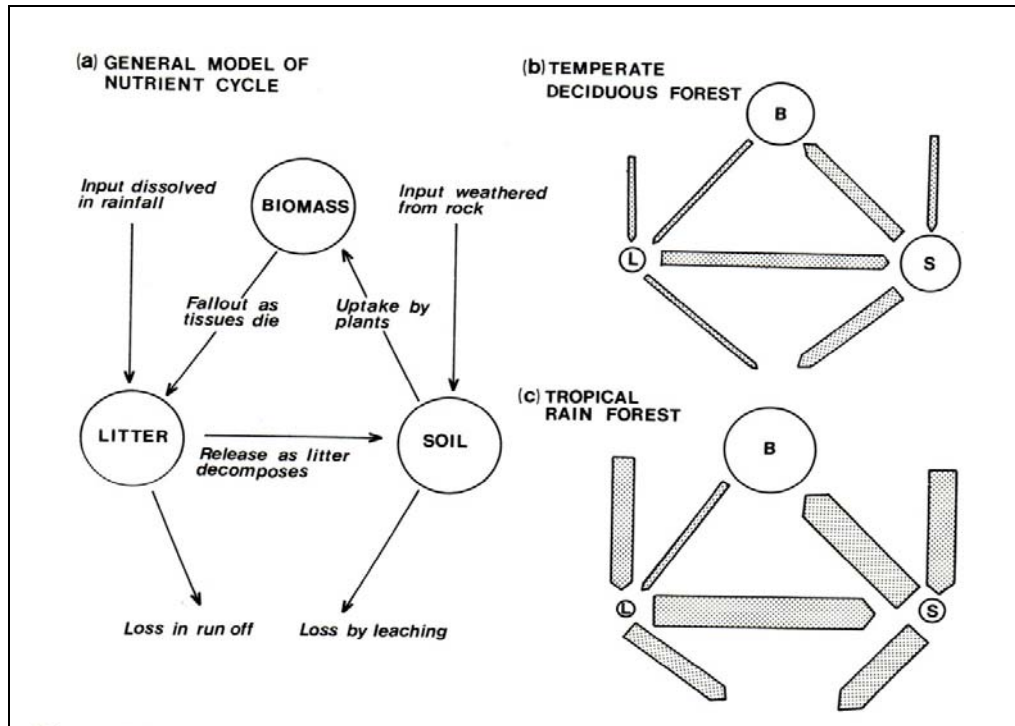 (a) GENERAL MODEL OF
NUTRIENT CYCLE
Input dissolved
in rainfall
BIOMASS
Input weathered
from rock
Fallout as
tissues die
Uptake by
plants
LITTER
SOIL
Release as litter
decomposes
Loss in run off
Loss by leaching
(b) TEMPERATE
DECIDUOUS FOREST
B
L
S
(c) TROPICAL
RAIN FOREST
B
L
S